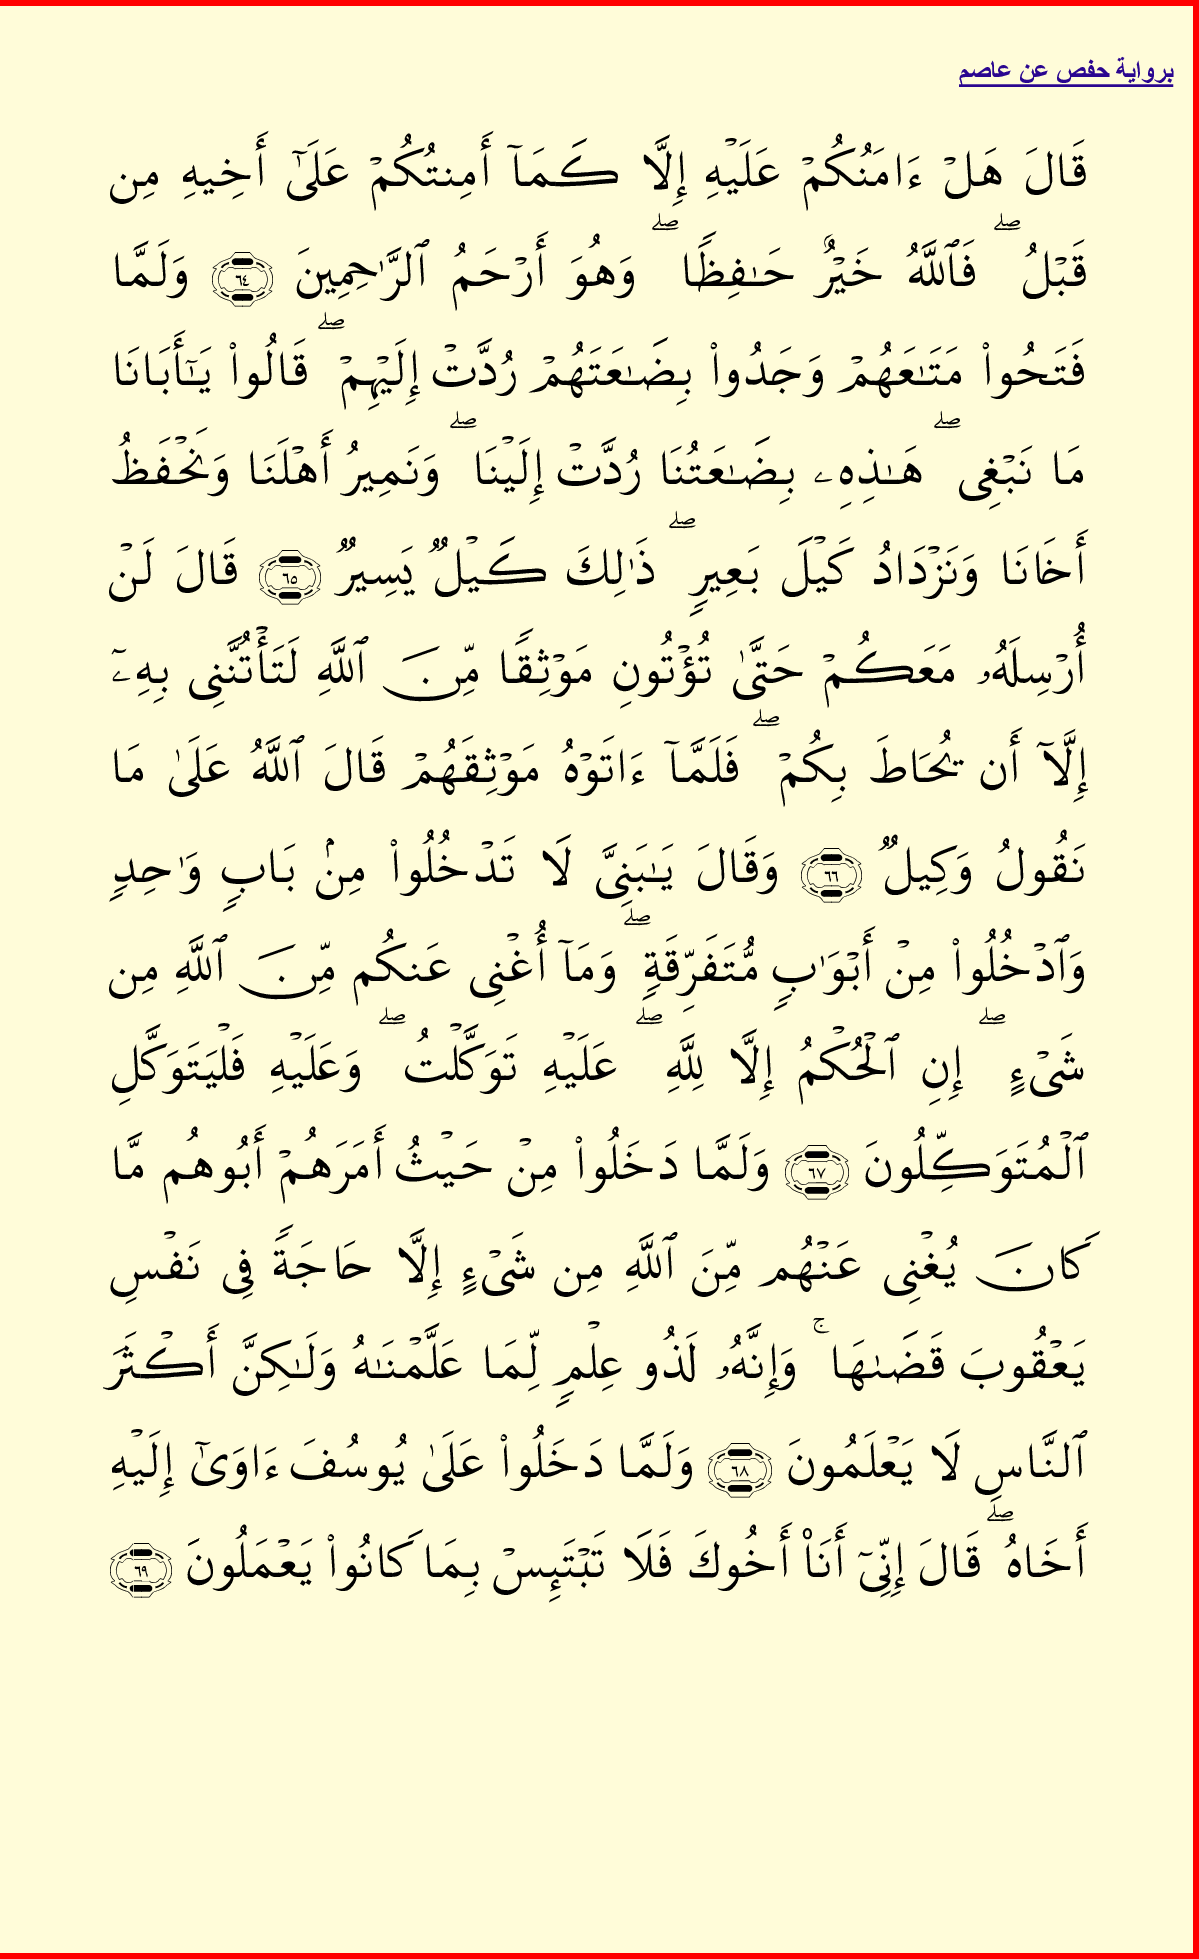 برواية حفص عن عاصم
قَالَ هَلۡ ءَامَنُكُمۡ عَلَيۡهِ إِلَّا كَمَآ أَمِنتُكُمۡ عَلَىٰٓ أَخِيهِ مِن
قَبۡلُ ۖ فَٱللَّهُ خَيۡرٌ حَـٰفِظًا ۖ وَهُوَ أَرۡحَمُ ٱلرَّٰحِمِينَ ٦٤ وَلَمَّا
فَتَحُوا۟ مَتَـٰعَهُمۡ وَجَدُوا۟ بِضَـٰعَتَهُمۡ رُدَّتۡ إِلَيۡهِمۡ ۖ قَالُوا۟ يَـٰٓأَبَانَا
مَا نَبۡغِى ۖ هَـٰذِهِۦ بِضَـٰعَتُنَا رُدَّتۡ إِلَيۡنَا ۖ وَنَمِيرُ أَهۡلَنَا وَنَحۡفَظُ
أَخَانَا وَنَزۡدَادُ كَيۡلَ بَعِيرٍ ۖ ذَٰلِكَ كَيۡلٌ يَسِيرٌ ٦٥ قَالَ لَنۡ
أُرۡسِلَهُۥ مَعَكُمۡ حَتَّىٰ تُؤۡتُونِ مَوۡثِقًا مِّنَ ٱللَّهِ لَتَأۡتُنَّنِى بِهِۦٓ
إِلَّآ أَن يُحَاطَ بِكُمۡ ۖ فَلَمَّآ ءَاتَوۡهُ مَوۡثِقَهُمۡ قَالَ ٱللَّهُ عَلَىٰ مَا
نَقُولُ وَكِيلٌ ٦٦ وَقَالَ يَـٰبَنِىَّ لَا تَدۡخُلُوا۟ مِنۢ بَابٍ وَٰحِدٍ
وَٱدۡخُلُوا۟ مِنۡ أَبۡوَٰبٍ مُّتَفَرِّقَةٍ ۖ وَمَآ أُغۡنِى عَنكُم مِّنَ ٱللَّهِ مِن
شَىۡءٍ ۖ إِنِ ٱلۡحُكۡمُ إِلَّا لِلَّهِ ۖ عَلَيۡهِ تَوَكَّلۡتُ ۖ وَعَلَيۡهِ فَلۡيَتَوَكَّلِ
ٱلۡمُتَوَكِّلُونَ ٦٧ وَلَمَّا دَخَلُوا۟ مِنۡ حَيۡثُ أَمَرَهُمۡ أَبُوهُم مَّا
كَانَ يُغۡنِى عَنۡهُم مِّنَ ٱللَّهِ مِن شَىۡءٍ إِلَّا حَاجَةً فِى نَفۡسِ
يَعۡقُوبَ قَضَىٰهَا ۚ وَإِنَّهُۥ لَذُو عِلۡمٍ لِّمَا عَلَّمۡنَـٰهُ وَلَـٰكِنَّ أَكۡثَرَ
ٱلنَّاسِ لَا يَعۡلَمُونَ ٦٨ وَلَمَّا دَخَلُوا۟ عَلَىٰ يُوسُفَ ءَاوَىٰٓ إِلَيۡهِ
أَخَاهُ ۖ قَالَ إِنِّىٓ أَنَا۠ أَخُوكَ فَلَا تَبۡتَئِسۡ بِمَا كَانُوا۟ يَعۡمَلُونَ ٦٩